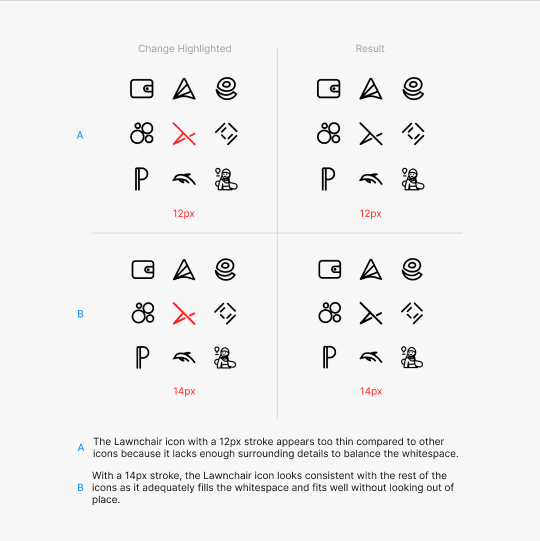 Change Highlighted
Result
A
12px
12px
B
14px
14px
A
The Lawnchair icon with a 12px stroke appears too thin compared to other
icons because it lacks enough surrounding details to balance the whitespace.
B
With a 14px stroke, the Lawnchair icon looks consistent with the rest of the
icons as it adequately fills the whitespace and fits well without looking out of
place.